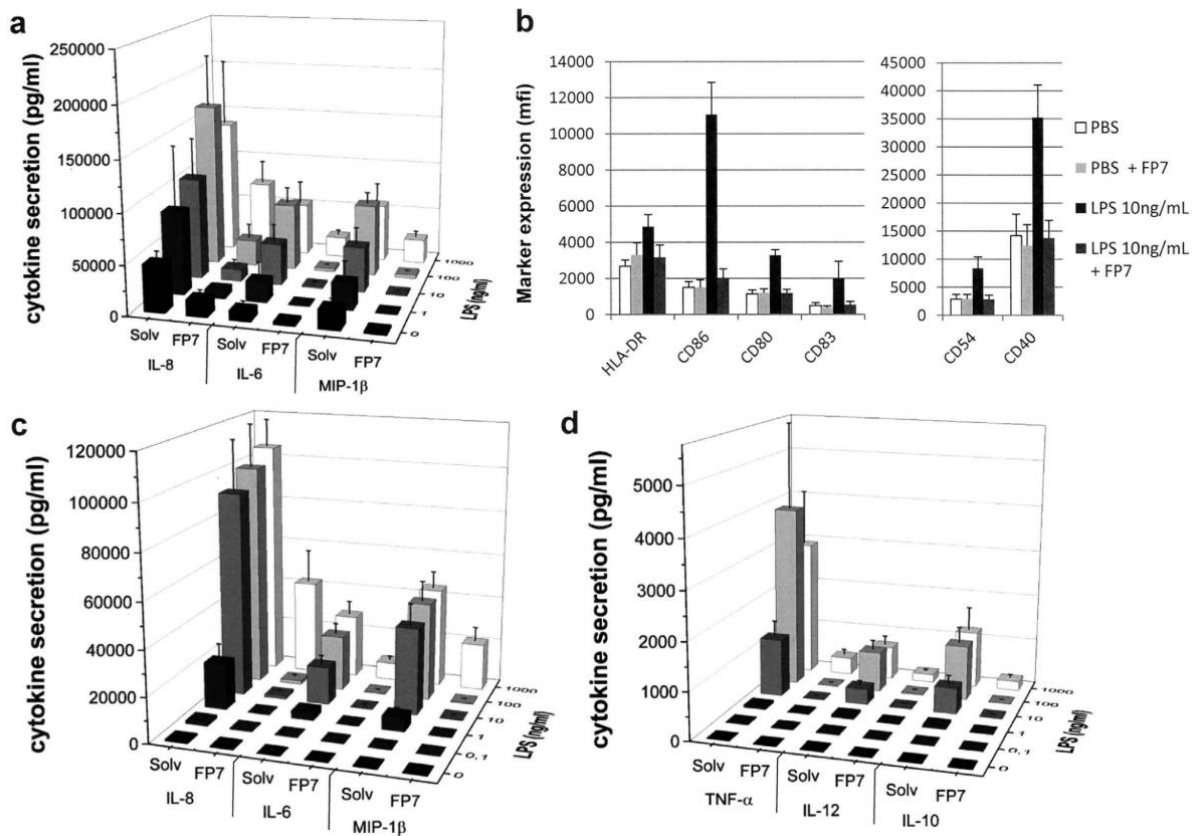 a
cytokine secretion (pg/ml)
250000
200000
150000
100000
50000
0
Solv
FP7
Solv
FP7
Solv
FP7
IL-8
IL-6
MIP-1β
1000
100
10
1
0
LPS (ng/ml)
b
Marker expression (mfi)
14000
12000
10000
8000
6000
4000
2000
0
HLA-DR
CD86
CD80
CD83
45000
40000
35000
30000
25000
20000
15000
10000
5000
0
CD54
CD40
PBS
PBS + FP7
LPS 10ng/mL
LPS 10ng/mL
+ FP7
c
cytokine secretion (pg/ml)
120000
100000
80000
60000
40000
20000
0
Solv
FP7
Solv
FP7
Solv
FP7
IL-8
IL-6
MIP-1β
1000
100
10
1
0,1
0
LPS (ng/ml)
d
cytokine secretion (pg/ml)
5000
4000
3000
2000
1000
0
Solv
FP7
Solv
FP7
Solv
FP7
TNF-α
IL-12
IL-10
1000
100
10
1
0,1
0
LPS (ng/ml)